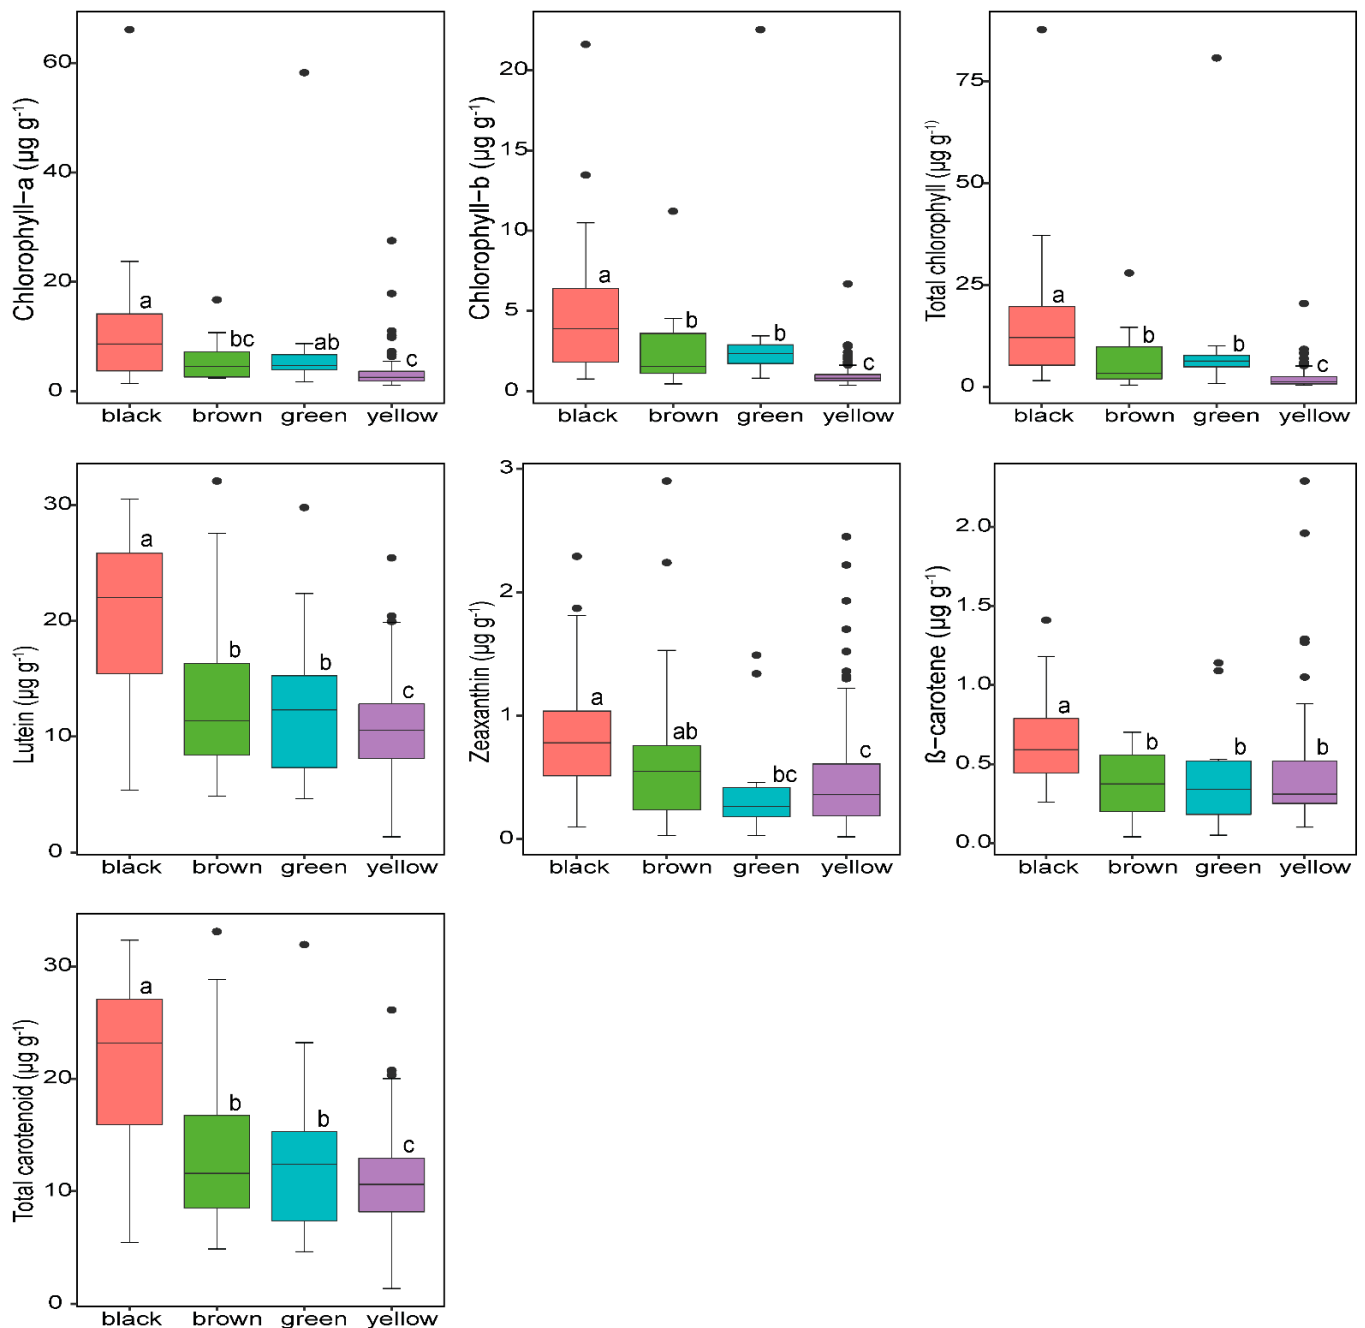 Chlorophyll−a (µg g⁻¹)
60
40
20
0
a
bc
ab
c
black brown green yellow
Chlorophyll−b (µg g⁻¹)
20
15
10
5
0
a
b
b
c
black brown green yellow
Total chlorophyll (µg g⁻¹)
75
50
25
0
a
b
b
c
black brown green yellow
Lutein (µg g⁻¹)
30
20
10
0
a
b
b
c
black brown green yellow
Zeaxanthin (µg g⁻¹)
3
2
1
0
a
ab
bc
c
black brown green yellow
ß−carotene (µg g⁻¹)
2.0
1.5
1.0
0.5
0.0
a
b
b
b
black brown green yellow
Total carotenoid (µg g⁻¹)
30
20
10
0
a
b
b
c
black brown green yellow